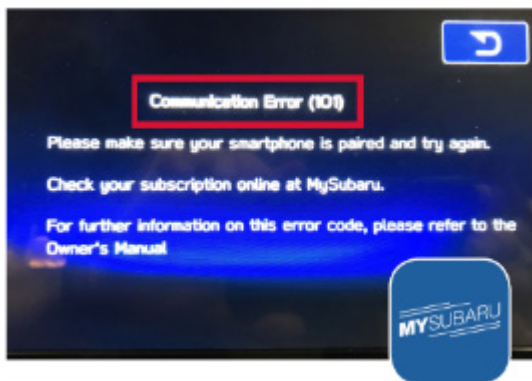 Communication Error (101)
Please make sure your smartphone is paired and try again.
Check your subscription online at MySubaru.
For further information on this error code, please refer to the
Owner's Manual
MYSUBARU